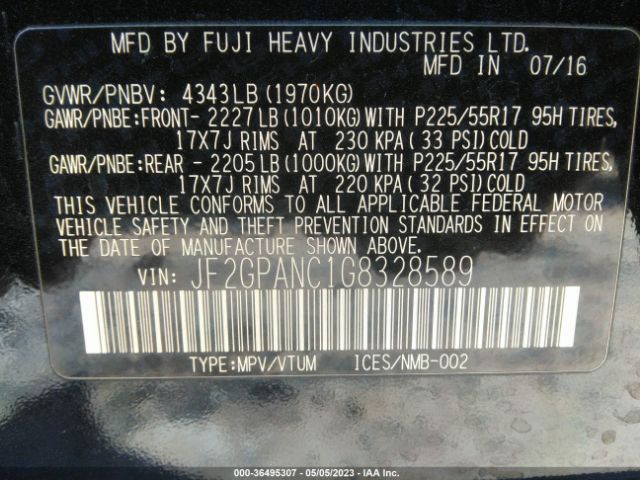 MFD BY FUJI HEAVY INDUSTRIES LTD.
MFD IN 07/16
GVWR/PNBV: 4343LB(1970KG)
GAWR/PNBE:FRONT- 2227LB(1010KG)WITH P225/55R17 95H TIRES,
17X7J RIMS AT 230 KPA( 33 PSI)COLD
GAWR/PNBE:REAR - 2205LB(1000KG)WITH P225/55R17 95H TIRES,
17X7J RIMS AT 220 KPA( 32 PSI)COLD
THIS VEHICLE CONFORMS TO ALL APPLICABLE FEDERAL MOTOR
VEHICLE SAFETY AND THEFT PREVENTION STANDARDS IN EFFECT ON
THE DATE OF MANUFACTURE SHOWN ABOVE.
VIN: JF2GPANC1G8328589
TYPE:MPV/VTUM ICES/NMB-002
000-36495307 - 05/05/2023 - IAA Inc.